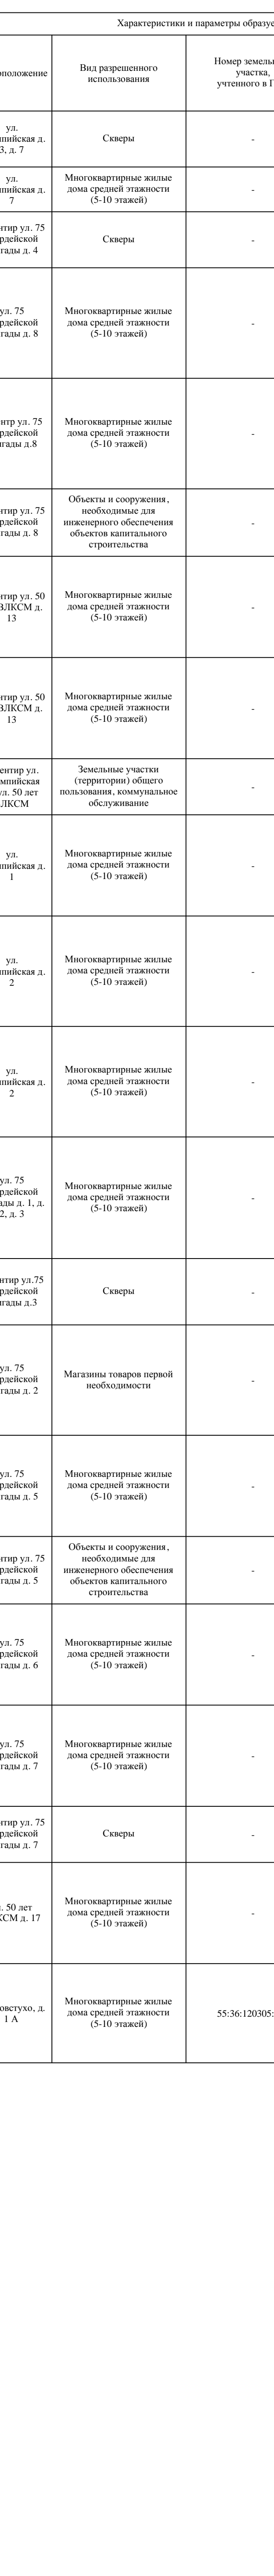 Характеристики и параметры образуе
оположение
Вид разрешенного
использования
Номер земельн
участка,
учтенного в Г
ул.
пийская д.
3, д. 7
Скверы
-
ул.
пийская д.
7
Многоквартирные жилые
дома средней этажности
(5-10 этажей)
-
нтир ул. 75
рдейской
гады д. 4
Скверы
-
ул. 75
рдейской
гады д. 8
Многоквартирные жилые
дома средней этажности
(5-10 этажей)
-
нтр ул. 75
рдейской
гады д.8
Многоквартирные жилые
дома средней этажности
(5-10 этажей)
-
нтир ул. 75
рдейской
гады д. 8
Объекты и сооружения,
необходимые для
инженерного обеспечения
объектов капитального
строительства
-
нтир ул. 50
ВЛКСМ д.
13
Многоквартирные жилые
дома средней этажности
(5-10 этажей)
-
нтир ул. 50
ВЛКСМ д.
13
Многоквартирные жилые
дома средней этажности
(5-10 этажей)
-
ентир ул.
мпийская
ул. 50 лет
ЛКСМ
Земельные участки
(территории) общего
пользования, коммунальное
обслуживание
-
ул.
пийская д.
1
Многоквартирные жилые
дома средней этажности
(5-10 этажей)
-
ул.
пийская д.
2
Многоквартирные жилые
дома средней этажности
(5-10 этажей)
-
ул.
пийская д.
2
Многоквартирные жилые
дома средней этажности
(5-10 этажей)
-
ул. 75
рдейской
ады д. 1, д.
2, д. 3
Многоквартирные жилые
дома средней этажности
(5-10 этажей)
-
нтир ул.75
рдейской
гады д.3
Скверы
-
ул. 75
рдейской
гады д. 2
Магазины товаров первой
необходимости
-
ул. 75
рдейской
гады д. 5
Многоквартирные жилые
дома средней этажности
(5-10 этажей)
-
нтир ул. 75
рдейской
гады д. 5
Объекты и сооружения,
необходимые для
инженерного обеспечения
объектов капитального
строительства
-
ул. 75
рдейской
гады д. 6
Многоквартирные жилые
дома средней этажности
(5-10 этажей)
-
ул. 75
рдейской
гады д. 7
Многоквартирные жилые
дома средней этажности
(5-10 этажей)
-
нтир ул. 75
рдейской
гады д. 7
Скверы
-
. 50 лет
КСМ д. 17
Многоквартирные жилые
дома средней этажности
(5-10 этажей)
-
овстухо, д.
1 А
Многоквартирные жилые
дома средней этажности
(5-10 этажей)
55:36:120305: